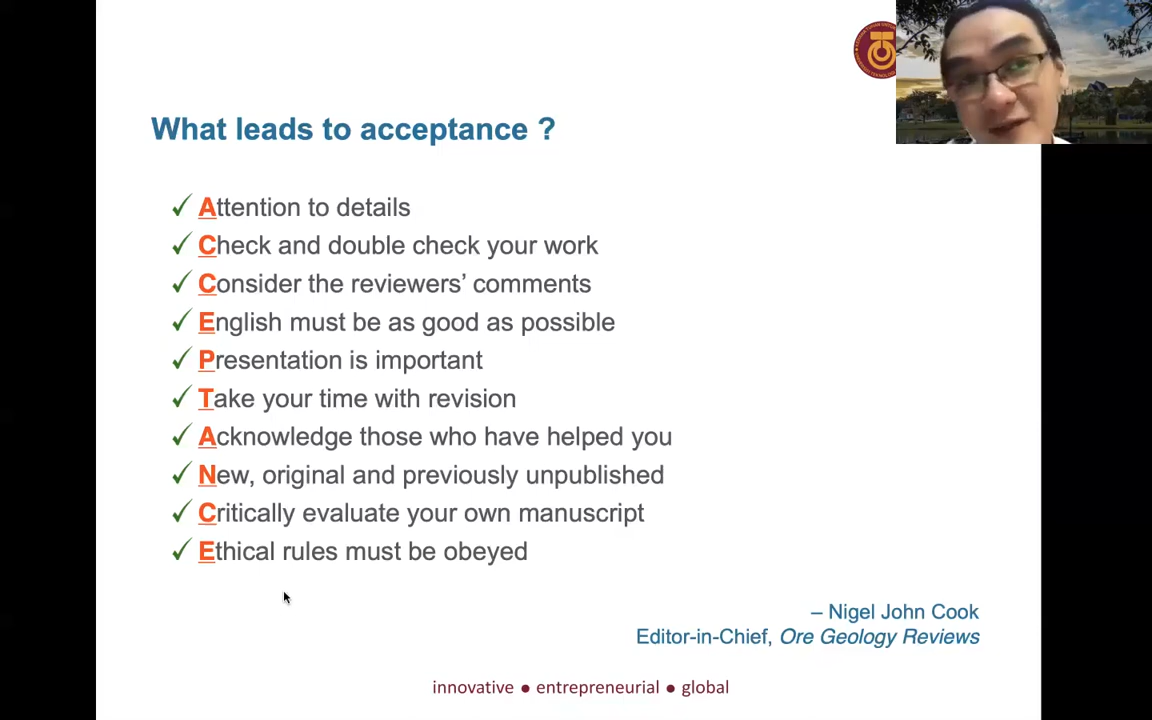 What leads to acceptance ?
✓ Attention to details
✓ Check and double check your work
✓ Consider the reviewers’ comments
✓ English must be as good as possible
✓ Presentation is important
✓ Take your time with revision
✓ Acknowledge those who have helped you
✓ New, original and previously unpublished
✓ Critically evaluate your own manuscript
✓ Ethical rules must be obeyed
– Nigel John Cook
Editor-in-Chief, Ore Geology Reviews
innovative ● entrepreneurial ● global